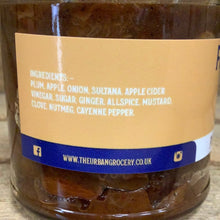 INGREDIENTS: -
PLUM, APPLE, ONION, SULTANA, APPLE CIDER
VINEGAR, SUGAR, GINGER, ALLSPICE, MUSTARD,
CLOVE, NUTMEG, CAYENNE PEPPER.
WWW.THEURBANGROCERY.CO.UK